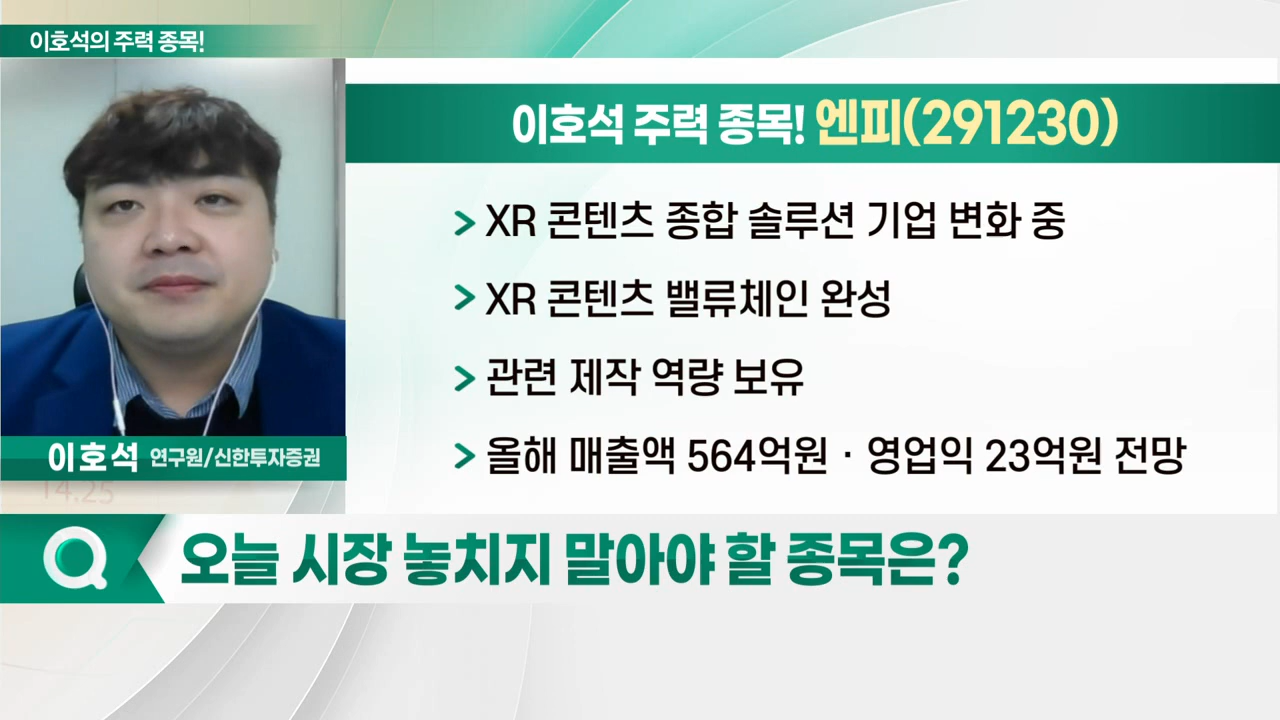 이호석의 주력 종목!
이호석 주력 종목! 엔피(291230)
> XR 콘텐츠 종합 솔루션 기업 변화 중
> XR 콘텐츠 밸류체인 완성
> 관련 제작 역량 보유
> 올해 매출액 564억원 · 영업익 23억원 전망
이호석 연구원/신한투자증권
14.25
Q 오늘 시장 놓치지 말아야 할 종목은?